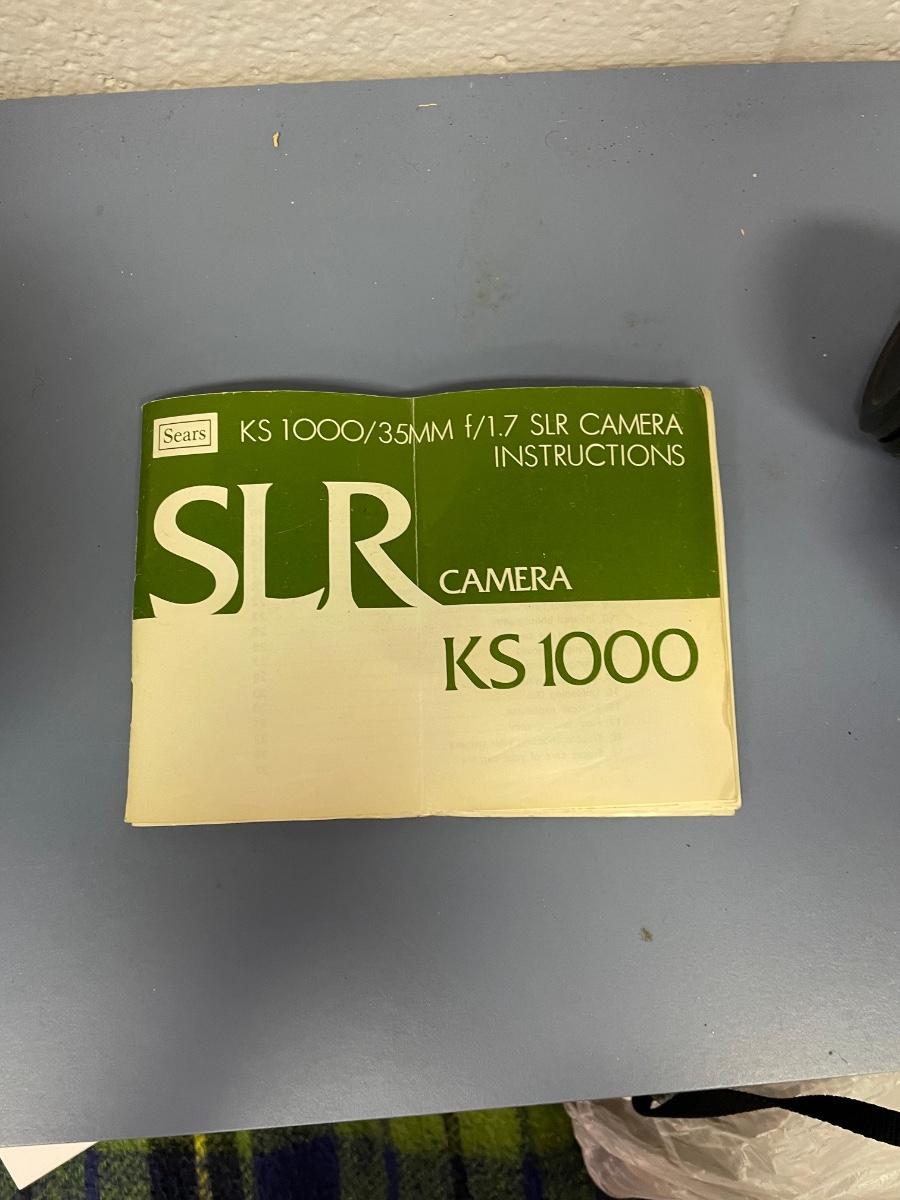 Sears
KS 1000/35MM f/1.7 SLR CAMERA
INSTRUCTIONS
SLR
CAMERA
KS 1000